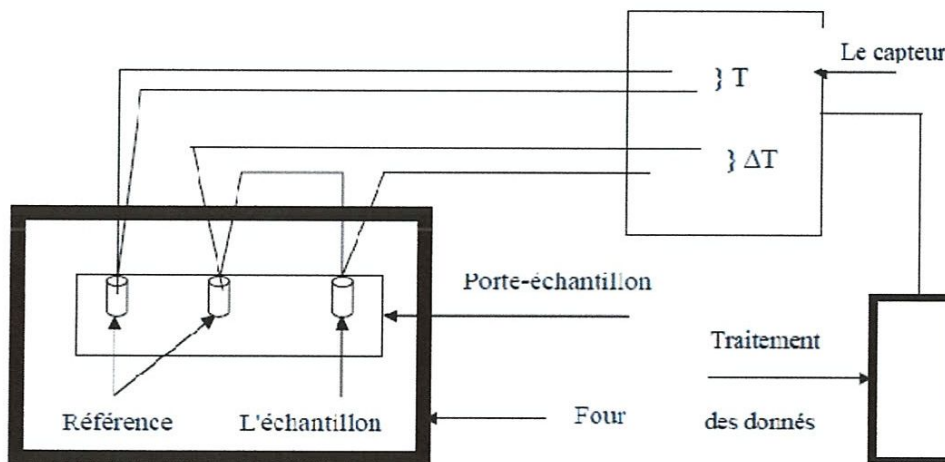 Le capteur
} T
} ΔT
Porte-échantillon
Traitement
Référence
L'échantillon
Four
des donnés